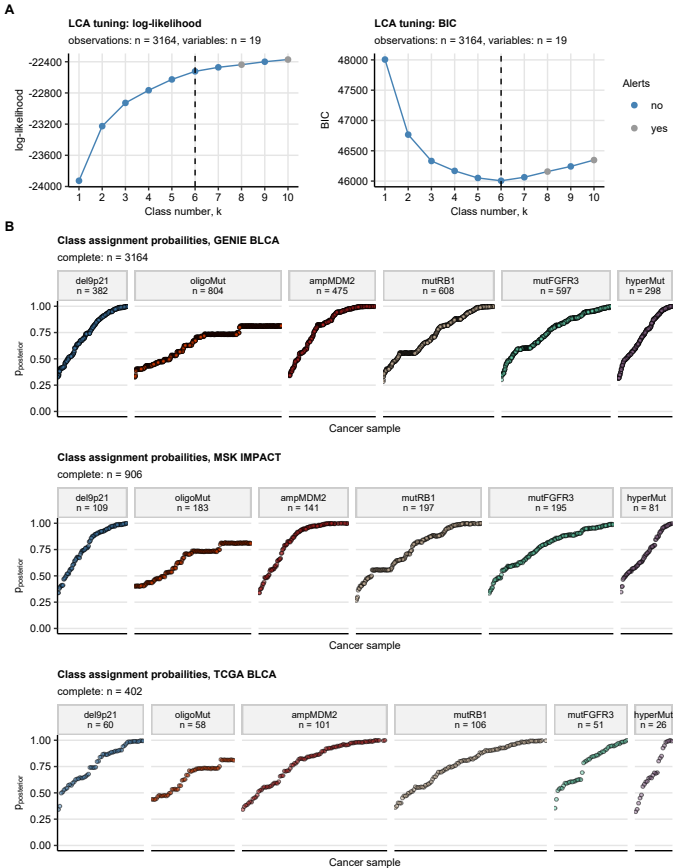 A
LCA tuning: log-likelihood
observations: n = 3164, variables: n = 19
-22400
-22800
-23200
-23600
-24000
log-likelihood
1 2 3 4 5 6 7 8 9 10
Class number, k
LCA tuning: BIC
observations: n = 3164, variables: n = 19
48000
47500
47000
46500
46000
BIC
1 2 3 4 5 6 7 8 9 10
Class number, k
Alerts
no
yes
B
Class assignment probailities, GENIE BLCA
complete: n = 3164
del9p21
n = 382
oligoMut
n = 804
ampMDM2
n = 475
mutRB1
n = 608
mutFGFR3
n = 597
hyperMut
n = 298
1.00
0.75
0.50
0.25
0.00
pposterior
Cancer sample
Class assignment probailities, MSK IMPACT
complete: n = 906
del9p21
n = 109
oligoMut
n = 183
ampMDM2
n = 141
mutRB1
n = 197
mutFGFR3
n = 195
hyperMut
n = 81
1.00
0.75
0.50
0.25
0.00
pposterior
Cancer sample
Class assignment probailities, TCGA BLCA
complete: n = 402
del9p21
n = 60
oligoMut
n = 58
ampMDM2
n = 101
mutRB1
n = 106
mutFGFR3
n = 51
hyperMut
n = 26
1.00
0.75
0.50
0.25
0.00
pposterior
Cancer sample